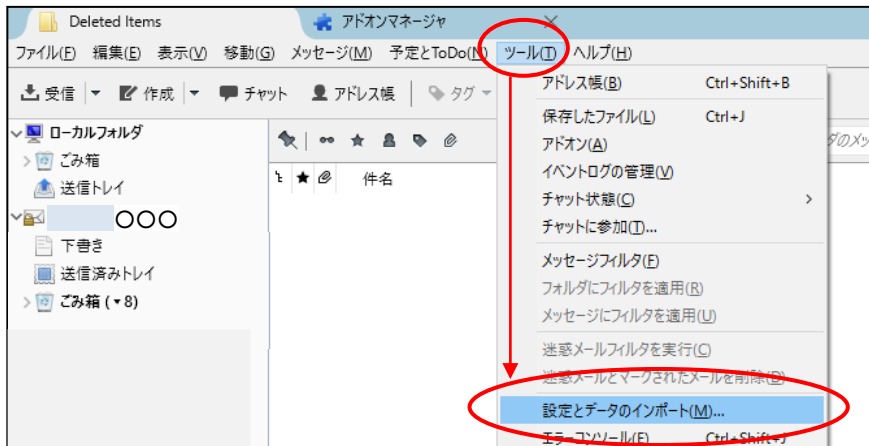 Deleted Items
アドオンマネージャ
ファイル(F) 編集(E) 表示(V) 移動(G) メッセージ(M) 予定とToDo(N) ツール(T) ヘルプ(H)
受信 作成 チャット アドレス帳 タグ
ローカルフォルダ
ごみ箱
送信トレイ
〇〇〇
下書き
送信済みトレイ
ごみ箱 (▾8)
件名
アドレス帳(B) Ctrl+Shift+B
保存したファイル(L) Ctrl+J
アドオン(A)
イベントログの管理(V)
チャット状態(C)
チャットに参加(T)...
メッセージフィルタ(F)
フォルダにフィルタを適用(R)
メッセージにフィルタを適用(U)
迷惑メールフィルタを実行(C)
迷惑メールとマークされたメールを削除(D)
設定とデータのインポート(M)...
エラーコンソール(E) Ctrl+Shift+J